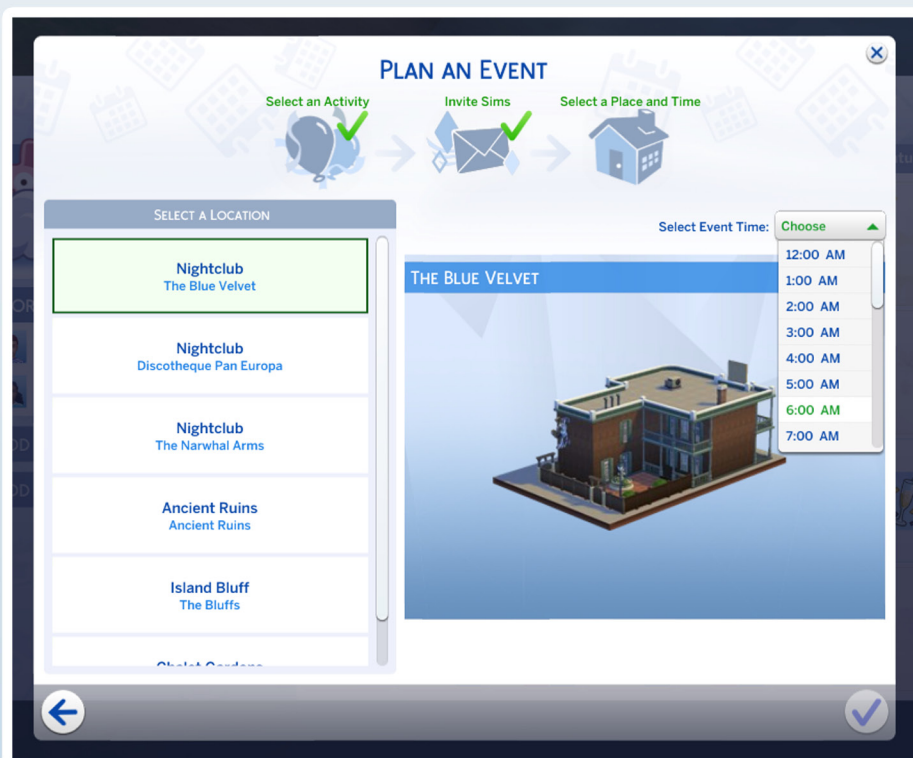 PLAN AN EVENT
Select an Activity
Invite Sims
Select a Place and Time
SELECT A LOCATION
Nightclub
The Blue Velvet
Nightclub
Discotheque Pan Europa
Nightclub
The Narwhal Arms
Ancient Ruins
Ancient Ruins
Island Bluff
The Bluffs
Select Event Time: Choose
12:00 AM
1:00 AM
2:00 AM
3:00 AM
4:00 AM
5:00 AM
6:00 AM
7:00 AM
THE BLUE VELVET